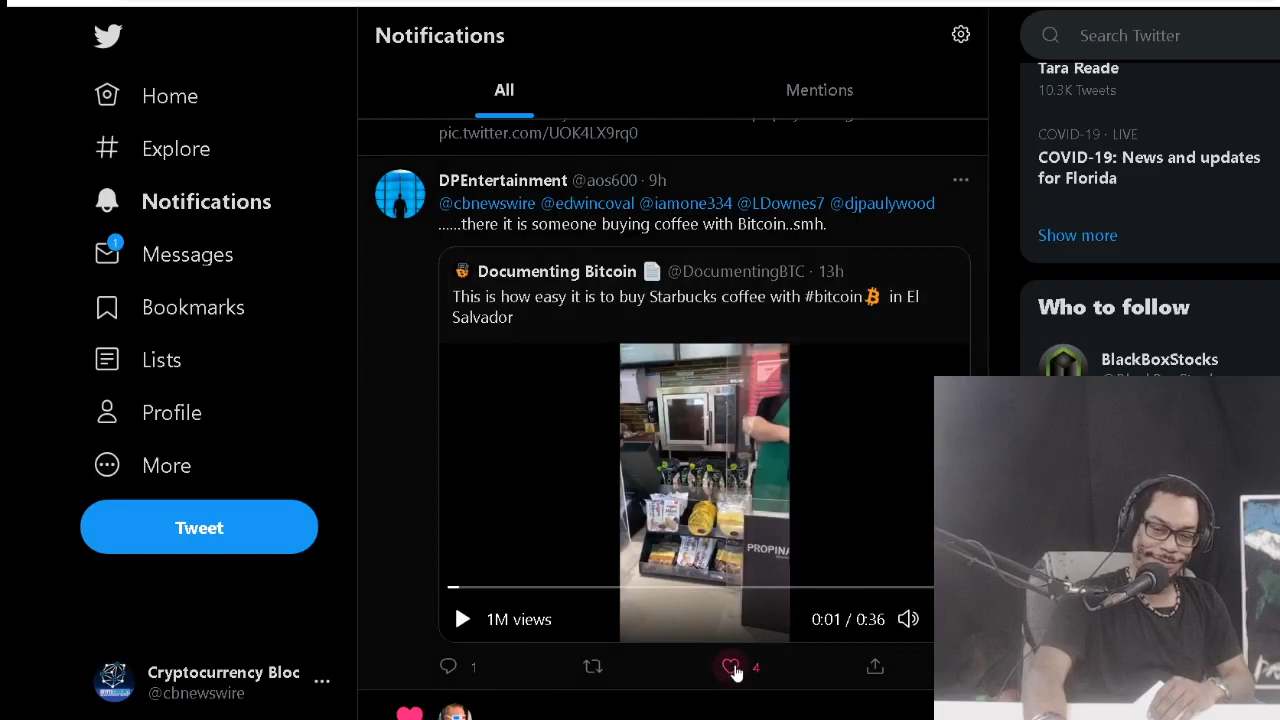 Notifications
Search Twitter
All
Mentions
Home
Explore
Notifications
1
Messages
Bookmarks
Lists
Profile
More
Tweet
Cryptocurrency Bloc
@cbnewswire
pic.twitter.com/UOK4LX9rq0
DPEntertainment @aos600 · 9h
@cbnewswire @edwincoval @iamone334 @LDownes7 @djpaulywood
......there it is someone buying coffee with Bitcoin..smh.
Documenting Bitcoin @DocumentingBTC · 13h
This is how easy it is to buy Starbucks coffee with #bitcoin in El
Salvador
PROPINA
1M views
0:01 / 0:36
1
4
Tara Reade
10.3K Tweets
COVID-19 · LIVE
COVID-19: News and updates
for Florida
Show more
Who to follow
BlackBoxStocks